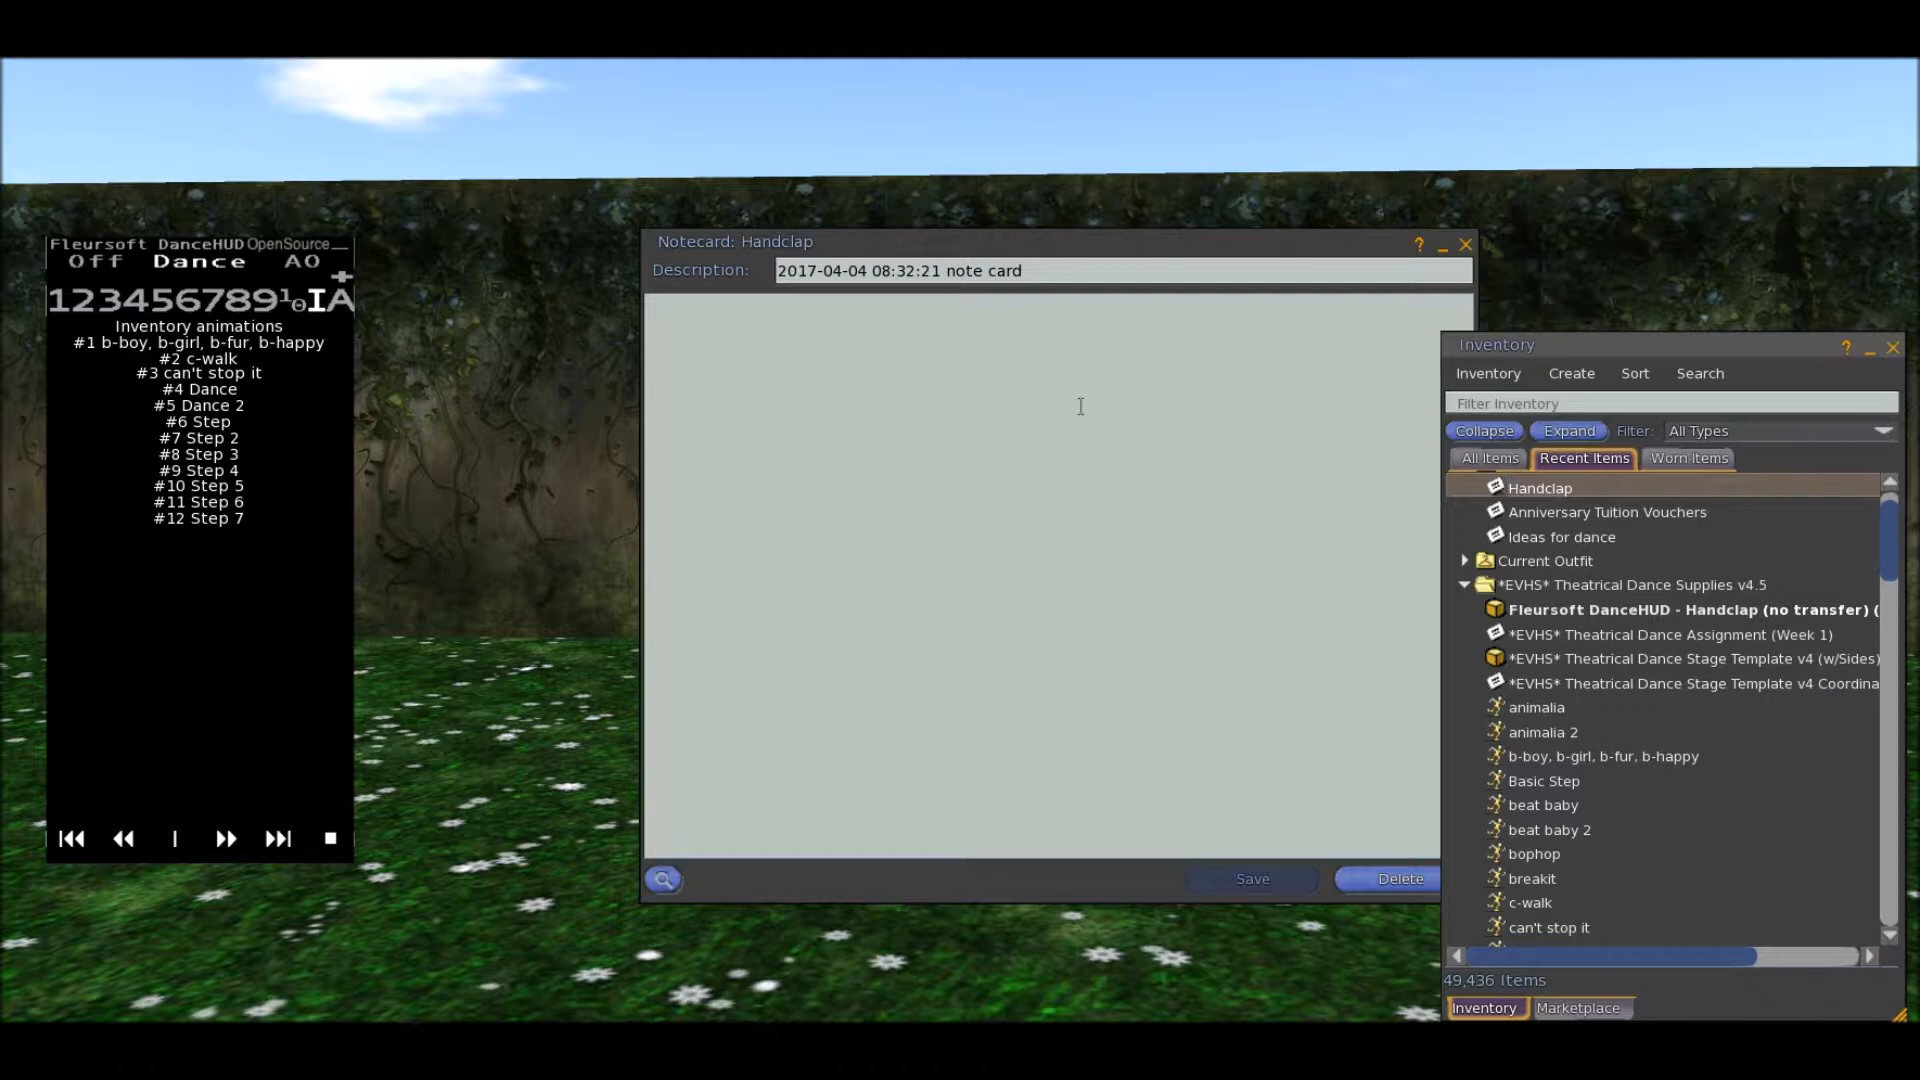 Fleursoft DanceHUD OpenSource
Off Dance AO
+
12345678910IA
Inventory animations
#1 b-boy, b-girl, b-fur, b-happy
#2 c-walk
#3 can't stop it
#4 Dance
#5 Dance 2
#6 Step
#7 Step 2
#8 Step 3
#9 Step 4
#10 Step 5
#11 Step 6
#12 Step 7
Notecard: Handclap
Description: 2017-04-04 08:32:21 note card
Save Delete
Inventory
Inventory Create Sort Search
Filter Inventory
Collapse Expand Filter: All Types
All Items Recent Items Worn Items
Handclap
Anniversary Tuition Vouchers
Ideas for dance
Current Outfit
*EVHS* Theatrical Dance Supplies v4.5
Fleursoft DanceHUD - Handclap (no transfer) (
*EVHS* Theatrical Dance Assignment (Week 1)
*EVHS* Theatrical Dance Stage Template v4 (w/Sides)
*EVHS* Theatrical Dance Stage Template v4 Coordina
animalia
animalia 2
b-boy, b-girl, b-fur, b-happy
Basic Step
beat baby
beat baby 2
bophop
breakit
c-walk
can't stop it
49,436 Items
Inventory Marketplace